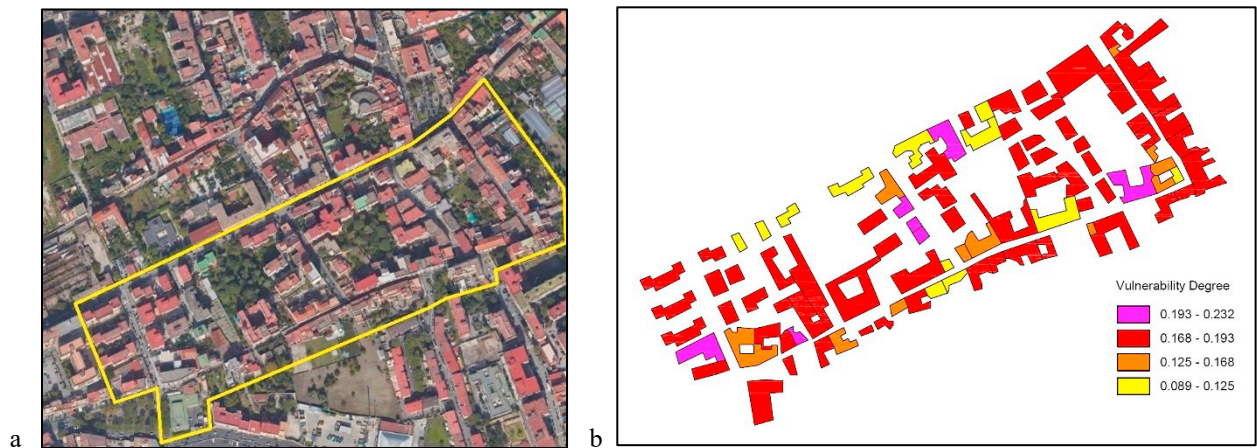 Vulnerability Degree
0.193 - 0.232
0.168 - 0.193
0.125 - 0.168
0.089 - 0.125
a
b